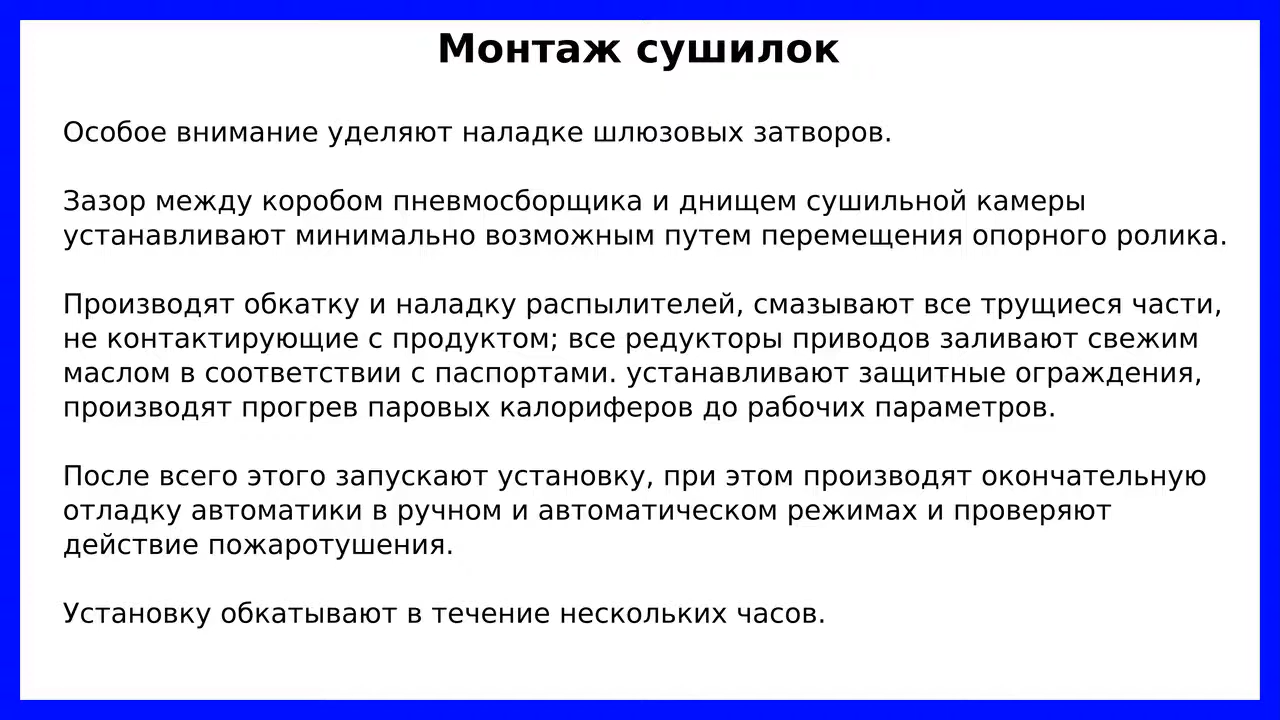 Монтаж сушилок
Особое внимание уделяют наладке шлюзовых затворов.
Зазор между коробом пневмосборщика и днищем сушильной камеры
устанавливают минимально возможным путем перемещения опорного ролика.
Производят обкатку и наладку распылителей, смазывают все трущиеся части,
не контактирующие с продуктом; все редукторы приводов заливают свежим
маслом в соответствии с паспортами. устанавливают защитные ограждения,
производят прогрев паровых калориферов до рабочих параметров.
После всего этого запускают установку, при этом производят окончательную
отладку автоматики в ручном и автоматическом режимах и проверяют
действие пожаротушения.
Установку обкатывают в течение нескольких часов.